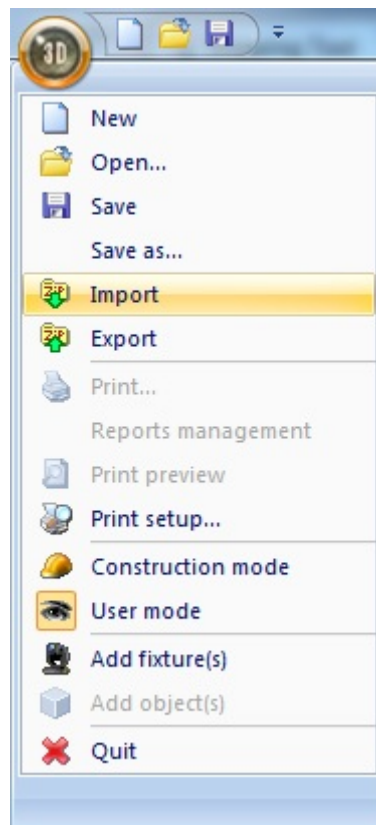 3D
New
Open...
Save
Save as...
Import
Export
Print...
Reports management
Print preview
Print setup...
Construction mode
User mode
Add fixture(s)
Add object(s)
Quit